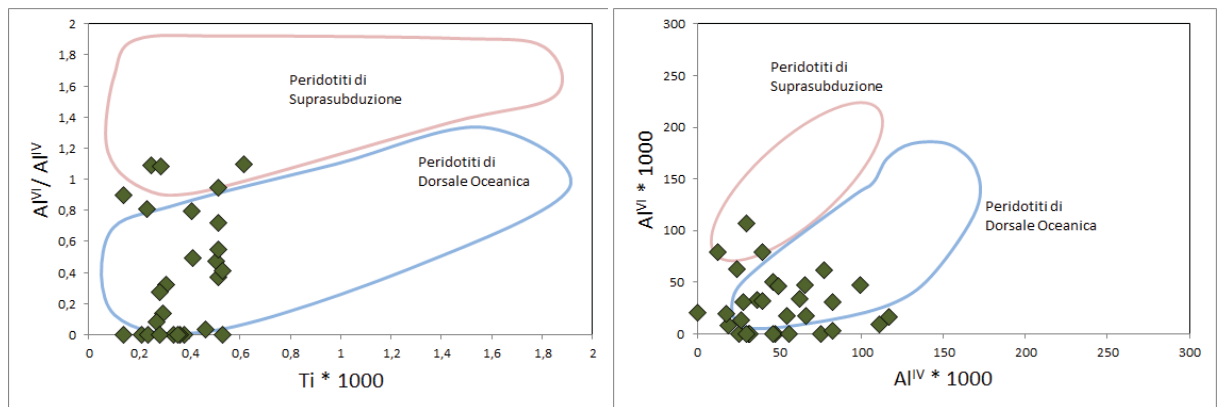 2
1,8
1,6
1,4
1,2
1
0,8
0,6
0,4
0,2
0,0
Al^VI / Al^IV
Peridotiti di
Suprasubduzione
Peridotiti di
Dorsale Oceanica
0 0,2 0,4 0,6 0,8 1 1,2 1,4 1,6 1,8 2
Ti * 1000
300
250
200
150
100
50
0
Al^VI * 1000
Peridotiti di
Suprasubduzione
Peridotiti di
Dorsale Oceanica
0 50 100 150 200 250 300
Al^IV * 1000